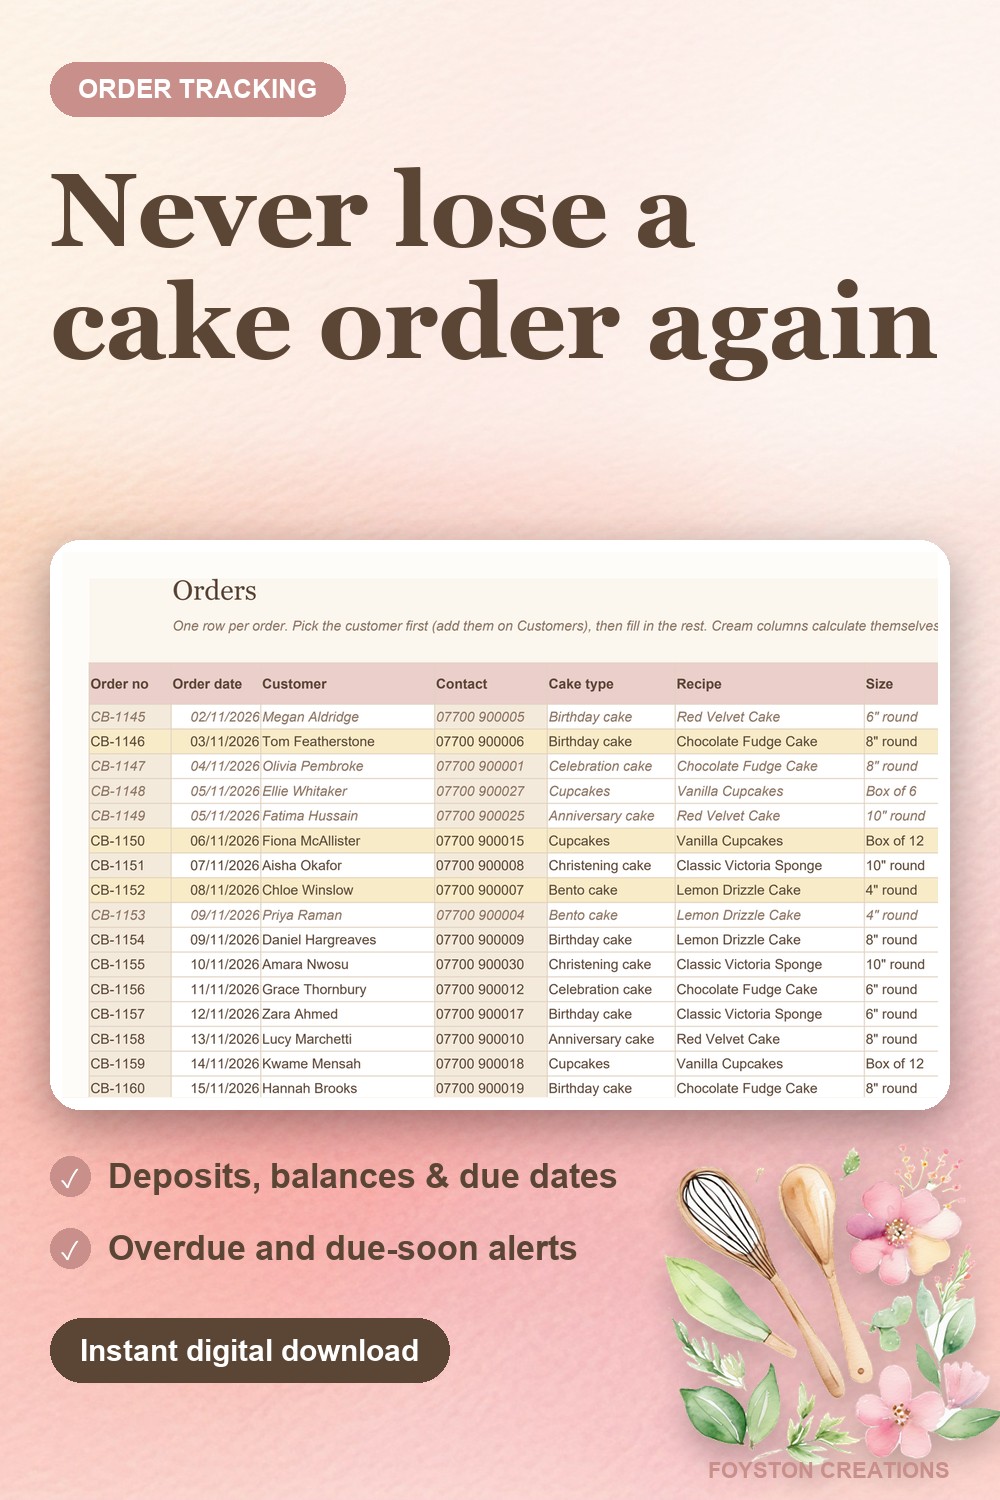 ORDER TRACKING
Never lose a
cake order again
Orders
One row per order. Pick the customer first (add them on Customers), then fill in the rest. Cream columns calculate themselves
Order no Order date Customer Contact Cake type Recipe Size
CB-1145 02/11/2026 Megan Aldridge 07700 900005 Birthday cake Red Velvet Cake 6" round
CB-1146 03/11/2026 Tom Featherstone 07700 900006 Birthday cake Chocolate Fudge Cake 8" round
CB-1147 04/11/2026 Olivia Pembroke 07700 900001 Celebration cake Chocolate Fudge Cake 8" round
CB-1148 05/11/2026 Ellie Whitaker 07700 900027 Cupcakes Vanilla Cupcakes Box of 6
CB-1149 05/11/2026 Fatima Hussain 07700 900025 Anniversary cake Red Velvet Cake 10" round
CB-1150 06/11/2026 Fiona McAllister 07700 900015 Cupcakes Vanilla Cupcakes Box of 12
CB-1151 07/11/2026 Aisha Okafor 07700 900008 Christening cake Classic Victoria Sponge 10" round
CB-1152 08/11/2026 Chloe Winslow 07700 900007 Bento cake Lemon Drizzle Cake 4" round
CB-1153 09/11/2026 Priya Raman 07700 900004 Bento cake Lemon Drizzle Cake 4" round
CB-1154 09/11/2026 Daniel Hargreaves 07700 900009 Birthday cake Lemon Drizzle Cake 8" round
CB-1155 10/11/2026 Amara Nwosu 07700 900030 Christening cake Classic Victoria Sponge 10" round
CB-1156 11/11/2026 Grace Thornbury 07700 900012 Celebration cake Chocolate Fudge Cake 6" round
CB-1157 12/11/2026 Zara Ahmed 07700 900017 Birthday cake Classic Victoria Sponge 6" round
CB-1158 13/11/2026 Lucy Marchetti 07700 900010 Anniversary cake Red Velvet Cake 8" round
CB-1159 14/11/2026 Kwame Mensah 07700 900018 Cupcakes Vanilla Cupcakes Box of 12
CB-1160 15/11/2026 Hannah Brooks 07700 900019 Birthday cake Chocolate Fudge Cake 8" round
Deposits, balances & due dates
Overdue and due-soon alerts
Instant digital download
FOYSTON CREATIONS